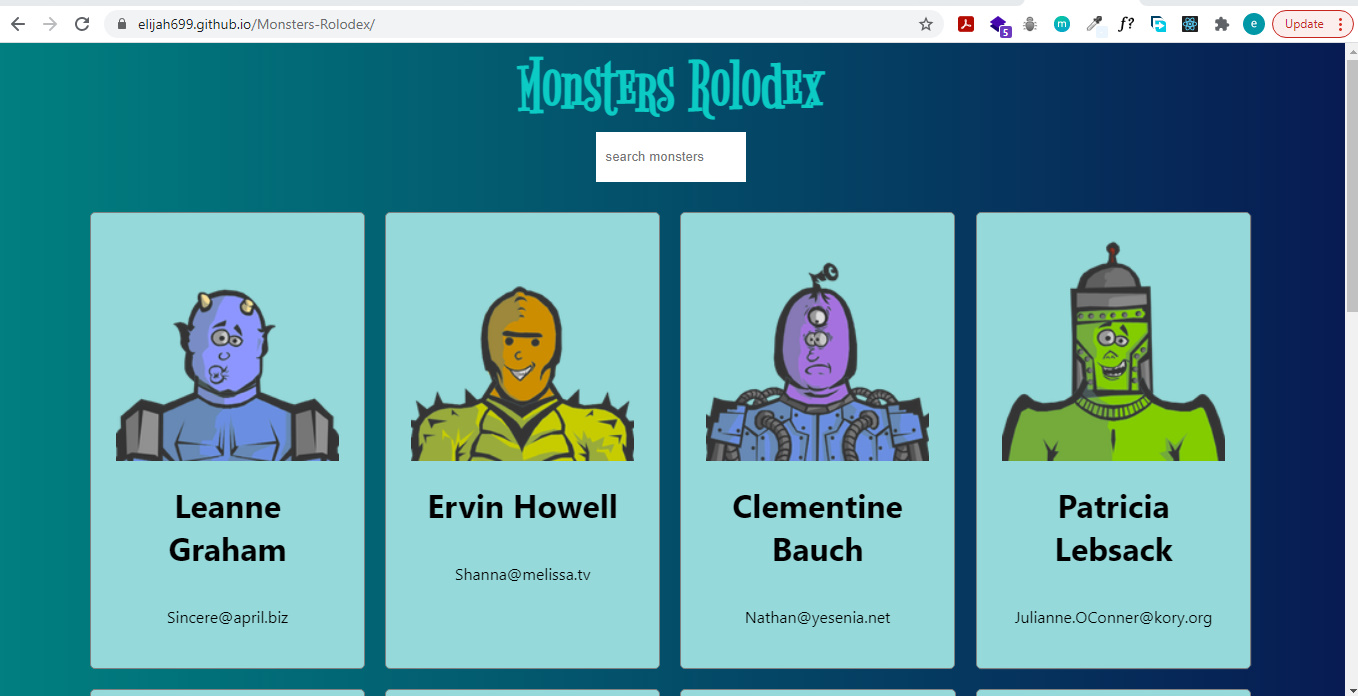 elijah699.github.io/Monsters-Rolodex/
5
m
f?
e
Update
Monsters Rolodex
search monsters
Leanne
Graham
Sincere@april.biz
Ervin Howell
Shanna@melissa.tv
Clementine
Bauch
Nathan@yesenia.net
Patricia
Lebsack
Julianne.OConner@kory.org